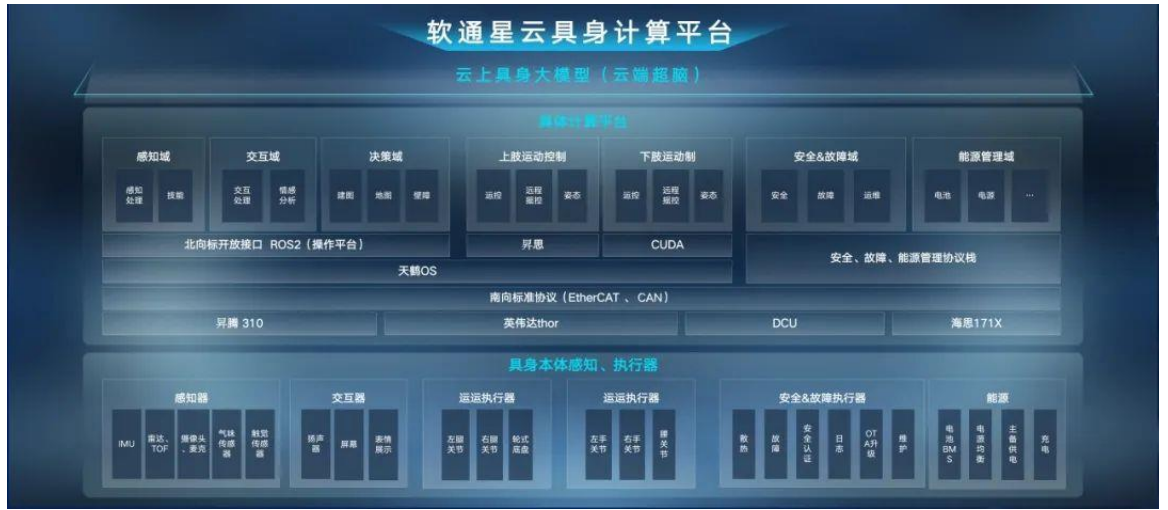 软通星云具身计算平台
云上具身大模型（云端超脑）
具体计算平台
感知域 交互域 决策域 上肢运动控制 下肢运动制 安全&故障域 能源管理域
感知处理 技能 交互处理 情感分析 建图 地图 壁障 运控 远程摇控 姿态 运控 远程摇控 姿态 安全 故障 运维 电池 电源 …
北向标开放接口 ROS2（操作平台） 昇思 CUDA
安全、故障、能源管理协议栈
天鹤OS
南向标准协议（EtherCAT 、 CAN）
昇腾 310 英伟达thor DCU 海思171X
具身本体感知、执行器
感知器 交互器 运运执行器 运运执行器 安全&故障执行器 能源
IMU 雷达、TOF 摄像头、麦克 气味传感器 触觉传感器 扬声器 屏幕 表情展示 左腿关节 右腿关节 轮式底盘 左手关节 右手关节 腰关节 散热 故障 安全认证 日志 OTA升级 维护 电池BMS 电源均衡 主备供电 充电